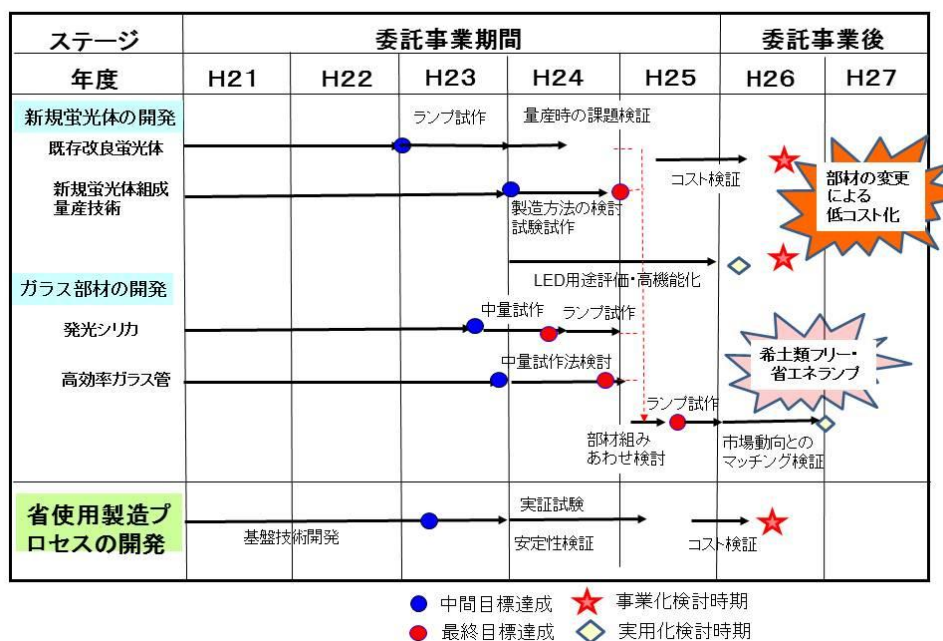 ステージ
委託事業期間
委託事業後
年度
H21
H22
H23
H24
H25
H26
H27
新規蛍光体の開発
ランプ試作
量産時の課題検証
既存改良蛍光体
コスト検証
部材の変更
による
低コスト化
新規蛍光体組成
量産技術
製造方法の検討
試験試作
LED用途評価・高機能化
ガラス部材の開発
中量試作
ランプ試作
発光シリカ
希土類フリー・
省エネランプ
中量試作法検討
高効率ガラス管
ランプ試作
部材組み
あわせ検討
市場動向との
マッチング検証
省使用製造プ
ロセスの開発
実証試験
基盤技術開発
安定性検証
コスト検証
中間目標達成
事業化検討時期
最終目標達成
実用化検討時期